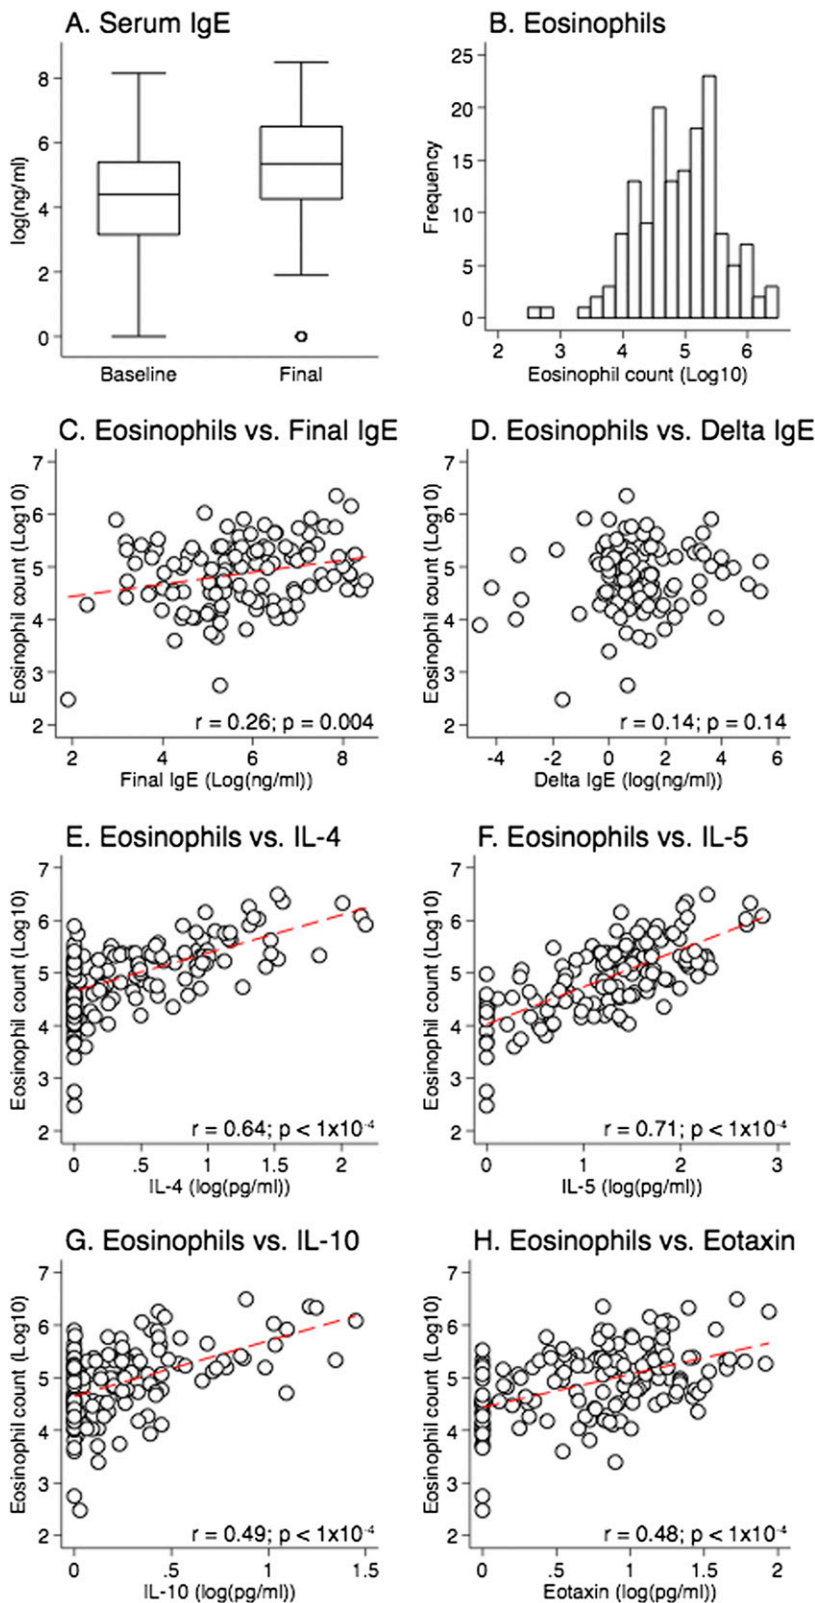 A. Serum IgE
log(ng/ml)
8
6
4
2
0
Baseline
Final
B. Eosinophils
Frequency
25
20
15
10
5
0
2 3 4 5 6
Eosinophil count (Log10)
C. Eosinophils vs. Final IgE
Eosinophil count (Log10)
7
6
5
4
3
2
r = 0.26; p = 0.004
2 4 6 8
Final IgE (Log(ng/ml))
D. Eosinophils vs. Delta IgE
Eosinophil count (Log10)
7
6
5
4
3
2
r = 0.14; p = 0.14
-4 -2 0 2 4 6
Delta IgE (log(ng/ml))
E. Eosinophils vs. IL-4
Eosinophil count (Log10)
7
6
5
4
3
2
r = 0.64; p < 1x10⁻⁴
0 .5 1 1.5 2
IL-4 (log(pg/ml))
F. Eosinophils vs. IL-5
Eosinophil count (Log10)
7
6
5
4
3
2
r = 0.71; p < 1x10⁻⁴
0 1 2 3
IL-5 (log(pg/ml))
G. Eosinophils vs. IL-10
Eosinophil count (Log10)
7
6
5
4
3
2
r = 0.49; p < 1x10⁻⁴
0 .5 1 1.5
IL-10 (log(pg/ml))
H. Eosinophils vs. Eotaxin
Eosinophil count (Log10)
7
6
5
4
3
2
r = 0.48; p < 1x10⁻⁴
0 .5 1 1.5 2
Eotaxin (log(pg/ml))